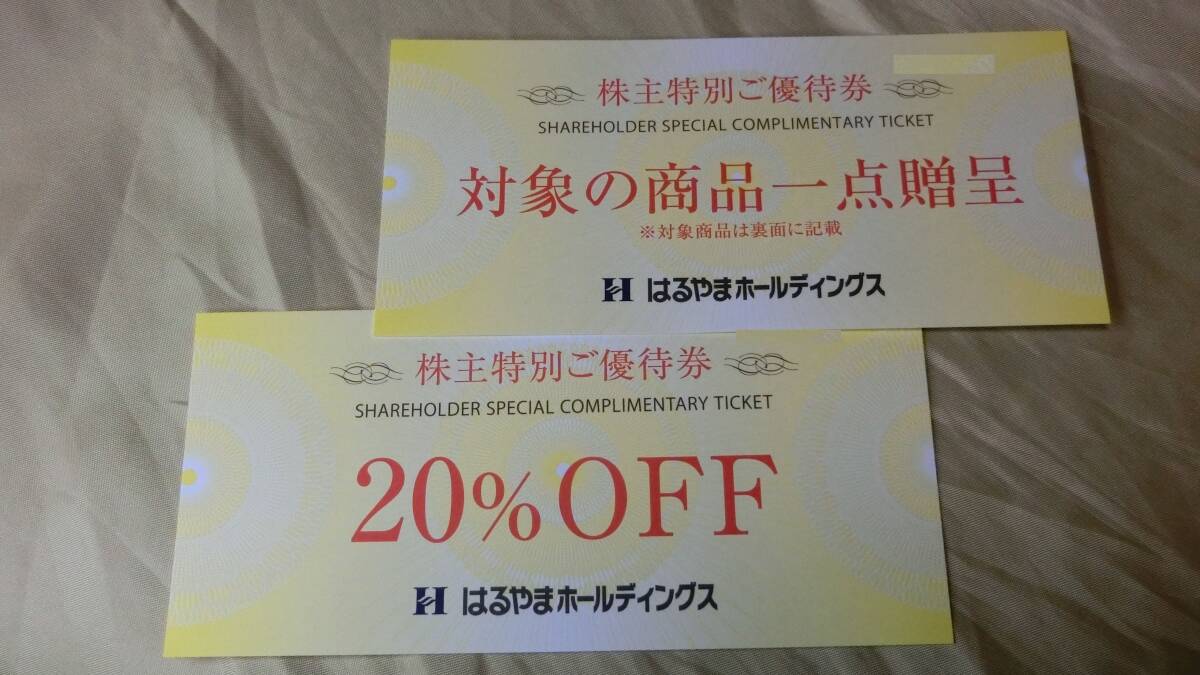 株主特別ご優待券
SHAREHOLDER SPECIAL COMPLIMENTARY TICKET
対象の商品一点贈呈
※対象商品は裏面に記載
はるやまホールディングス
株主特別ご優待券
SHAREHOLDER SPECIAL COMPLIMENTARY TICKET
20%OFF
はるやまホールディングス